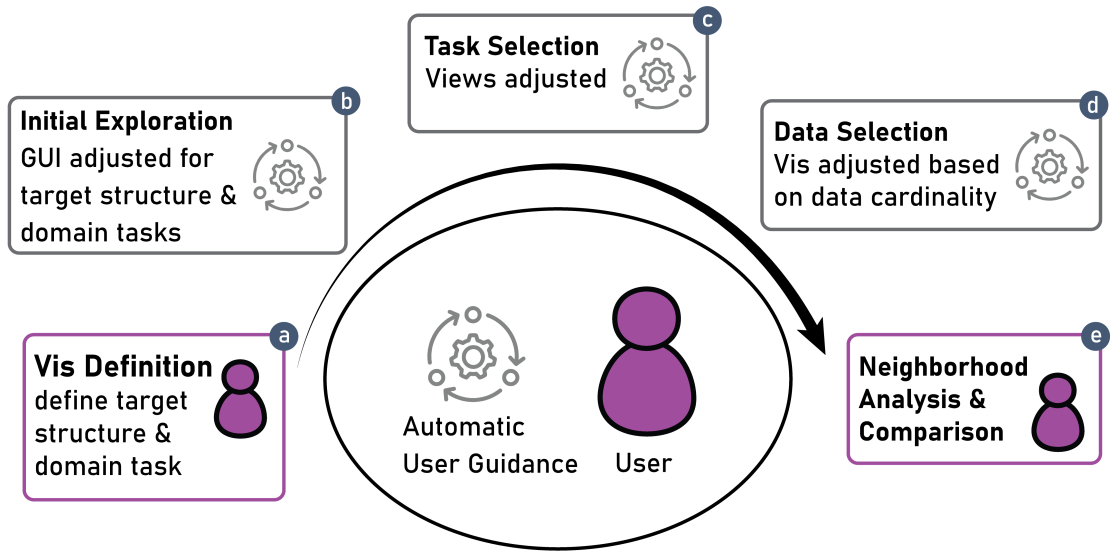 a
Vis Definition
define target
structure &
domain task
b
Initial Exploration
GUI adjusted for
target structure &
domain tasks
c
Task Selection
Views adjusted
d
Data Selection
Vis adjusted based
on data cardinality
e
Neighborhood
Analysis &
Comparison
Automatic
User Guidance
User